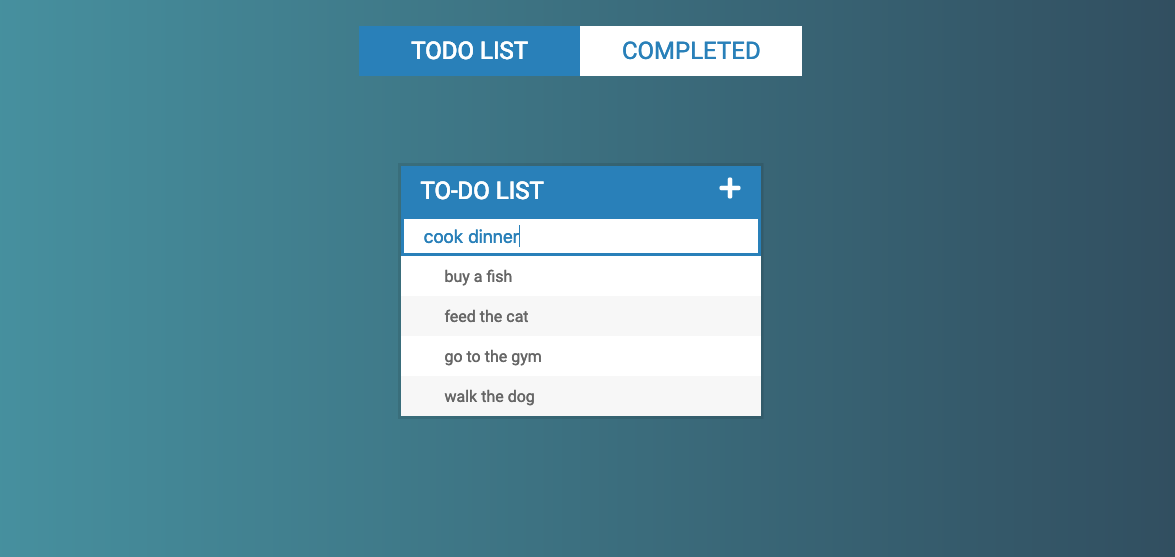 TODO LIST
COMPLETED
TO-DO LIST
cook dinner
buy a fish
feed the cat
go to the gym
walk the dog